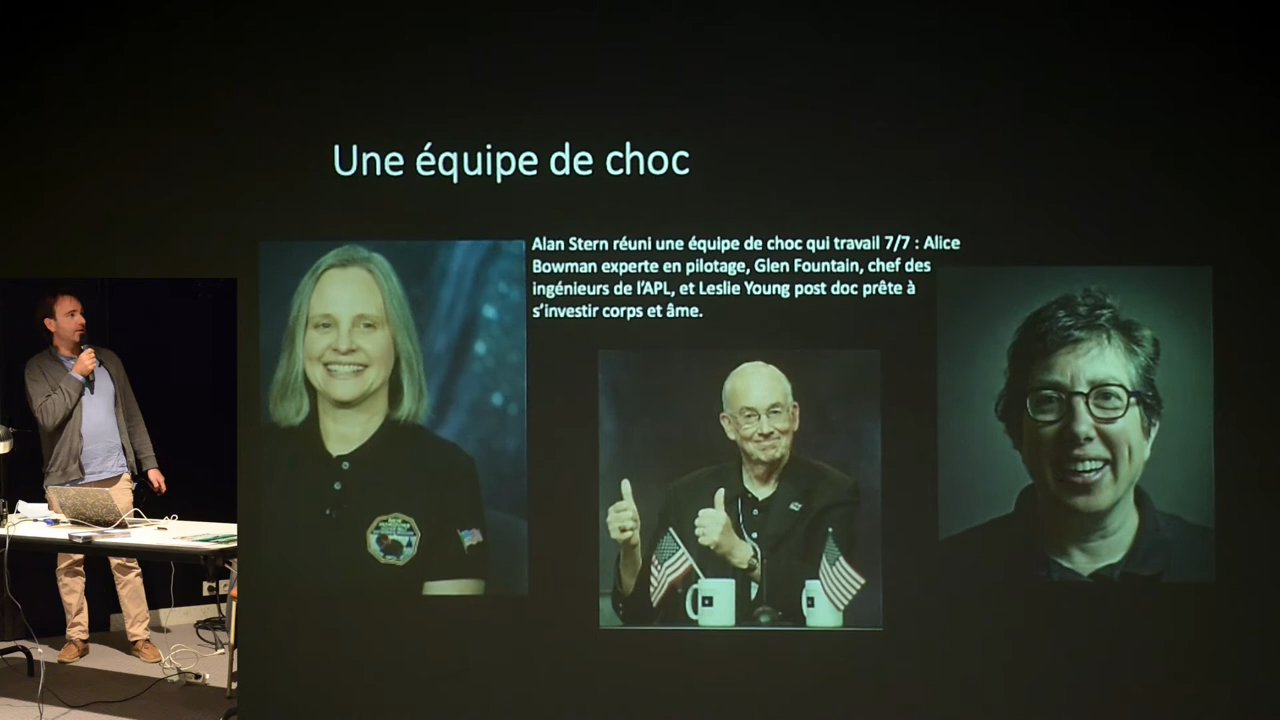 Une équipe de choc
Alan Stern réuni une équipe de choc qui travail 7/7 : Alice
Bowman experte en pilotage, Glen Fountain, chef des
ingénieurs de l'APL, et Leslie Young post doc prête à
s'investir corps et âme.